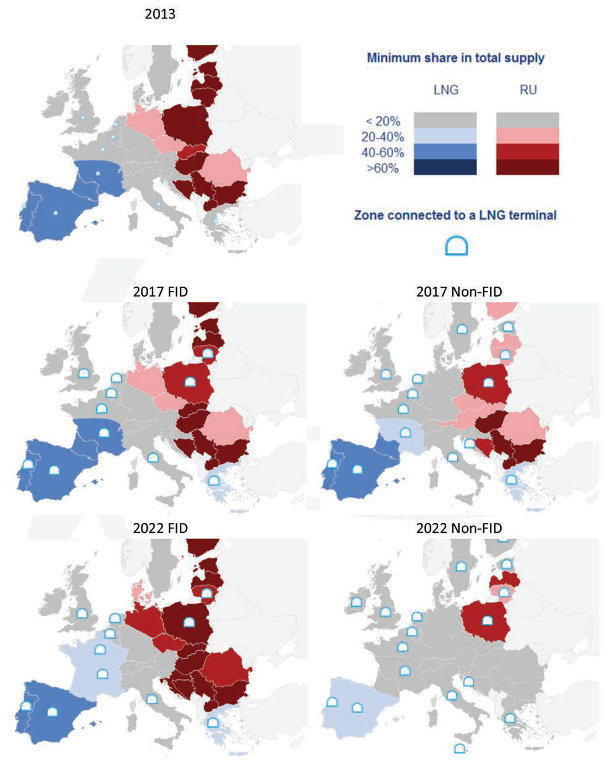 2013
Minimum share in total supply
LNG RU
< 20%
20-40%
40-60%
>60%
Zone connected to a LNG terminal
2017 FID
2017 Non-FID
2022 FID
2022 Non-FID